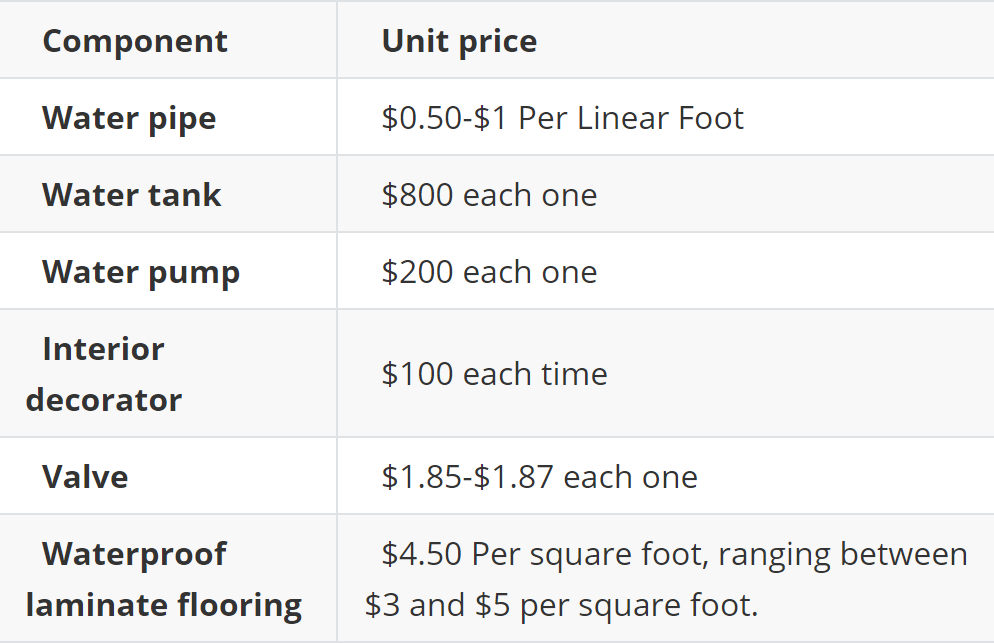 Component Unit price
Water pipe $0.50-$1 Per Linear Foot
Water tank $800 each one
Water pump $200 each one
Interior
decorator
$100 each time
Valve $1.85-$1.87 each one
Waterproof
laminate flooring
$4.50 Per square foot, ranging between
$3 and $5 per square foot.